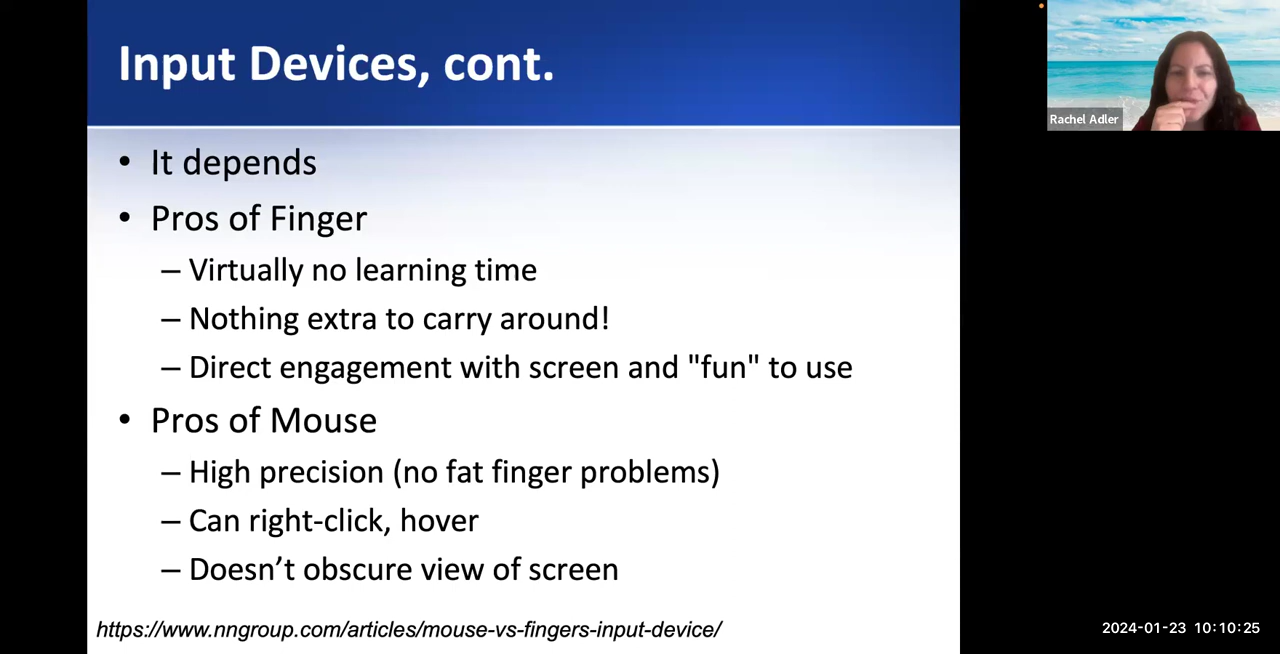 Input Devices, cont.
• It depends
• Pros of Finger
– Virtually no learning time
– Nothing extra to carry around!
– Direct engagement with screen and "fun" to use
• Pros of Mouse
– High precision (no fat finger problems)
– Can right-click, hover
– Doesn’t obscure view of screen
https://www.nngroup.com/articles/mouse-vs-fingers-input-device/
Rachel Adler
2024-01-23 10:10:25